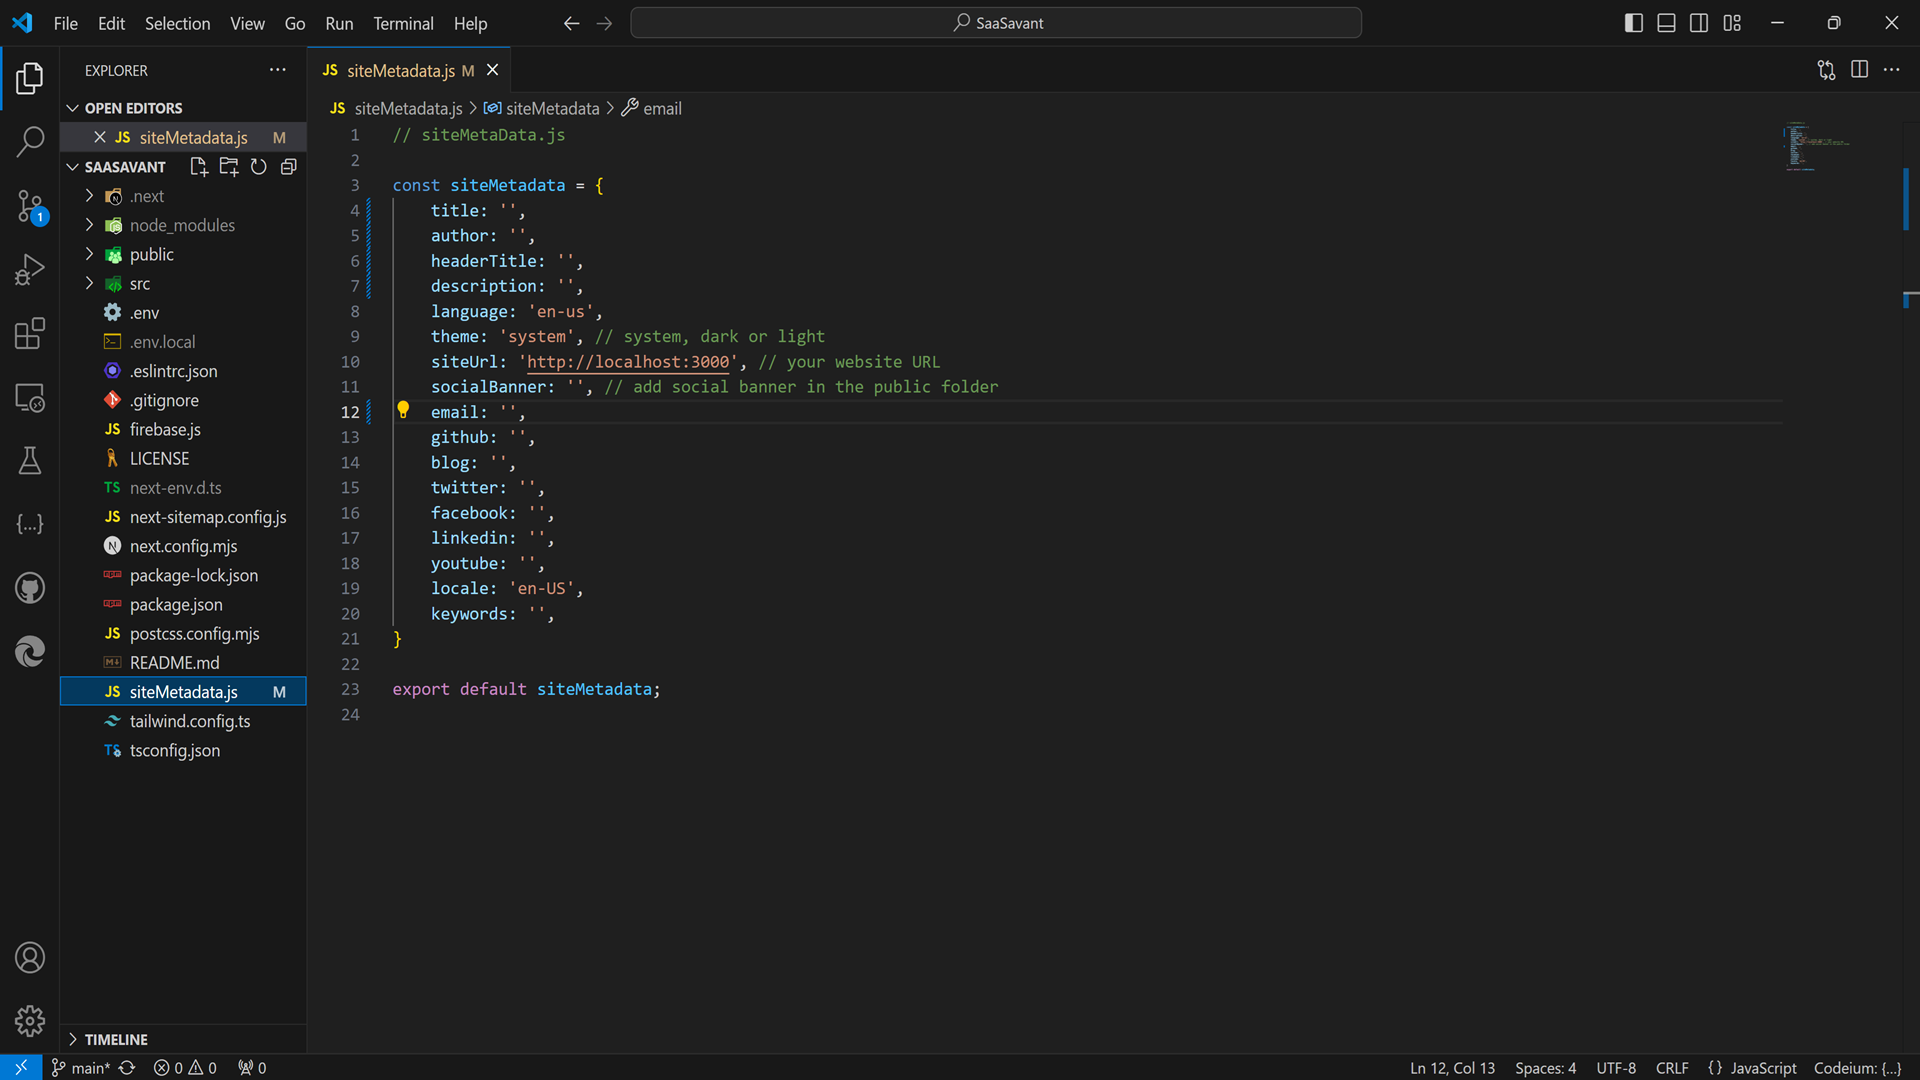 File Edit Selection View Go Run Terminal Help
SaaSavant
EXPLORER
OPEN EDITORS
JS siteMetadata.js M
SAASAVANT
.next
node_modules
public
src
.env
.env.local
.eslintrc.json
.gitignore
JS firebase.js
LICENSE
TS next-env.d.ts
JS next-sitemap.config.js
N next.config.mjs
package-lock.json
package.json
JS postcss.config.mjs
README.md
JS siteMetadata.js M
tailwind.config.ts
TS tsconfig.json
TIMELINE
1
JS siteMetadata.js M
JS siteMetadata.js > siteMetadata > email
1 // siteMetaData.js
2
3 const siteMetadata = {
4 title: '',
5 author: '',
6 headerTitle: '',
7 description: '',
8 language: 'en-us',
9 theme: 'system', // system, dark or light
10 siteUrl: 'http://localhost:3000', // your website URL
11 socialBanner: '', // add social banner in the public folder
12 email: '',
13 github: '',
14 blog: '',
15 twitter: '',
16 facebook: '',
17 linkedin: '',
18 youtube: '',
19 locale: 'en-US',
20 keywords: '',
21 }
22
23 export default siteMetadata;
24
main* 0 0 0
Ln 12, Col 13 Spaces: 4 UTF-8 CRLF {} JavaScript Codeium: {...}